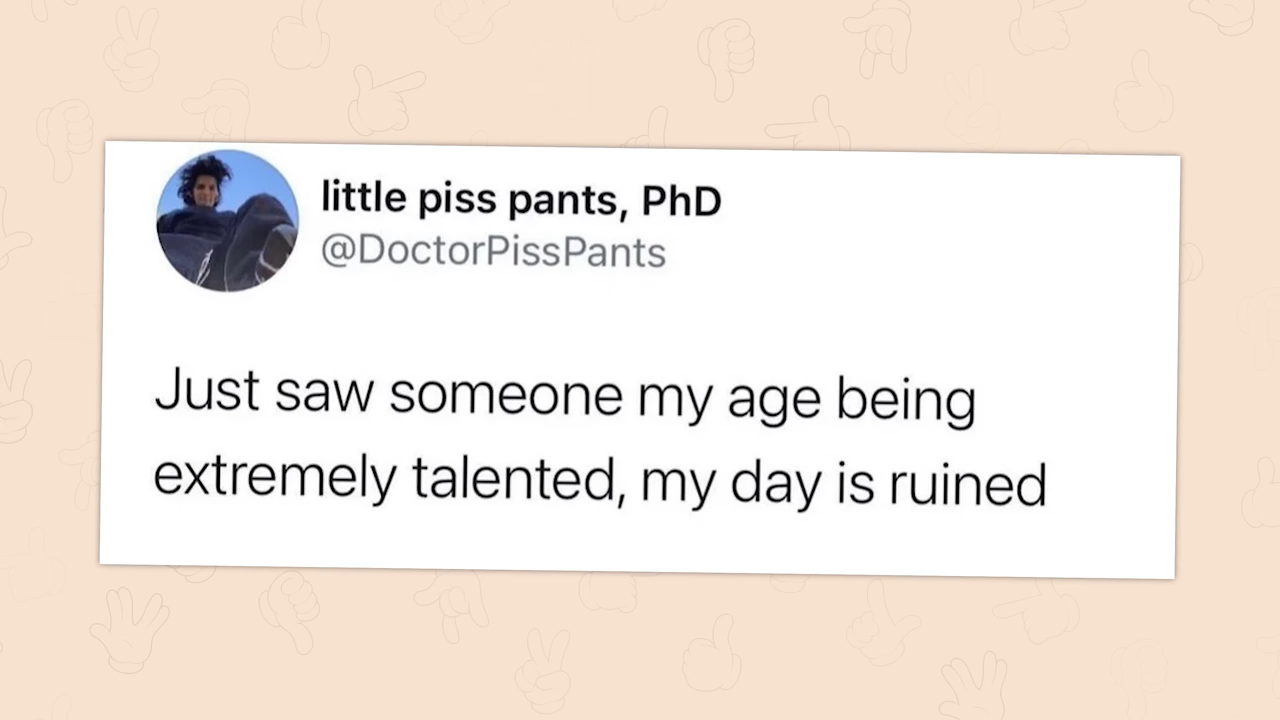 little piss pants, PhD
@DoctorPissPants
Just saw someone my age being
extremely talented, my day is ruined